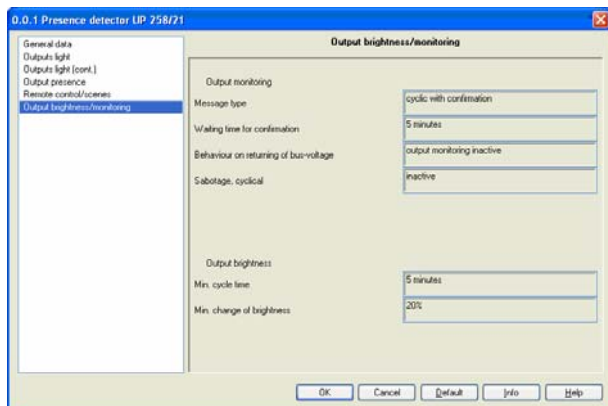 0.0.1 Presence detector UP 258/21
General data
Outputs light
Outputs light (cont.)
Output presence
Remote control/scenes
Output brightness/monitoring
Output brightness/monitoring
Output monitoring
Message type
cyclic with confirmation
Waiting time for confirmation
5 minutes
Behaviour on returning of bus-voltage
output monitoring inactive
Sabotage, cyclical
inactive
Output brightness
Min. cycle time
5 minutes
Min. change of brightness
20%
OK
Cancel
Default
Info
Help